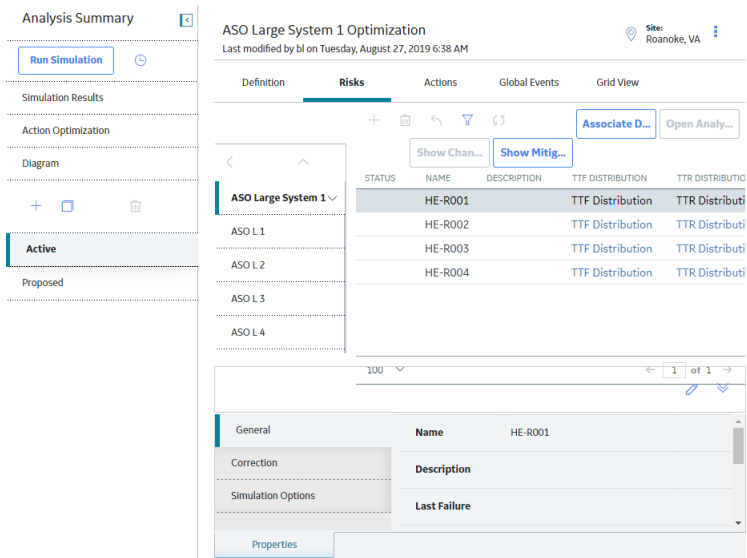 Analysis Summary
Run Simulation
Simulation Results
Action Optimization
Diagram
Active
Proposed
ASO Large System 1 Optimization
Last modified by bl on Tuesday, August 27, 2019 6:38 AM
Site:
Roanoke, VA
Definition Risks Actions Global Events Grid View
Associate D... Open Analy...
Show Chan... Show Mitig...
ASO Large System 1
ASO L 1
ASO L 2
ASO L 3
ASO L 4
STATUS NAME DESCRIPTION TTF DISTRIBUTION TTR DISTRIBUTIO
HE-R001 TTF Distribution TTR Distributi
HE-R002 TTF Distribution TTR Distributi
HE-R003 TTF Distribution TTR Distributi
HE-R004 TTF Distribution TTR Distributi
100 1 of 1
General
Correction
Simulation Options
Name HE-R001
Description
Last Failure
Properties